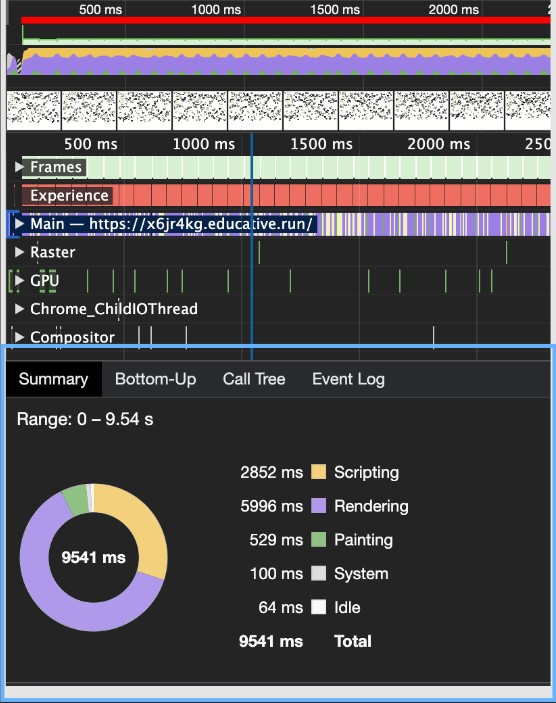 500 ms 1000 ms 1500 ms 2000 ms
500 ms 1000 ms 1500 ms 2000 ms 250
▶ Frames
Experience
▶ Main — https://x6jr4kg.educative.run/
▶ Raster
▶ GPU
▶ Chrome_ChildIOThread
▶ Compositor
Summary Bottom-Up Call Tree Event Log
Range: 0 – 9.54 s
2852 ms Scripting
5996 ms Rendering
9541 ms
529 ms Painting
100 ms System
64 ms Idle
9541 ms Total